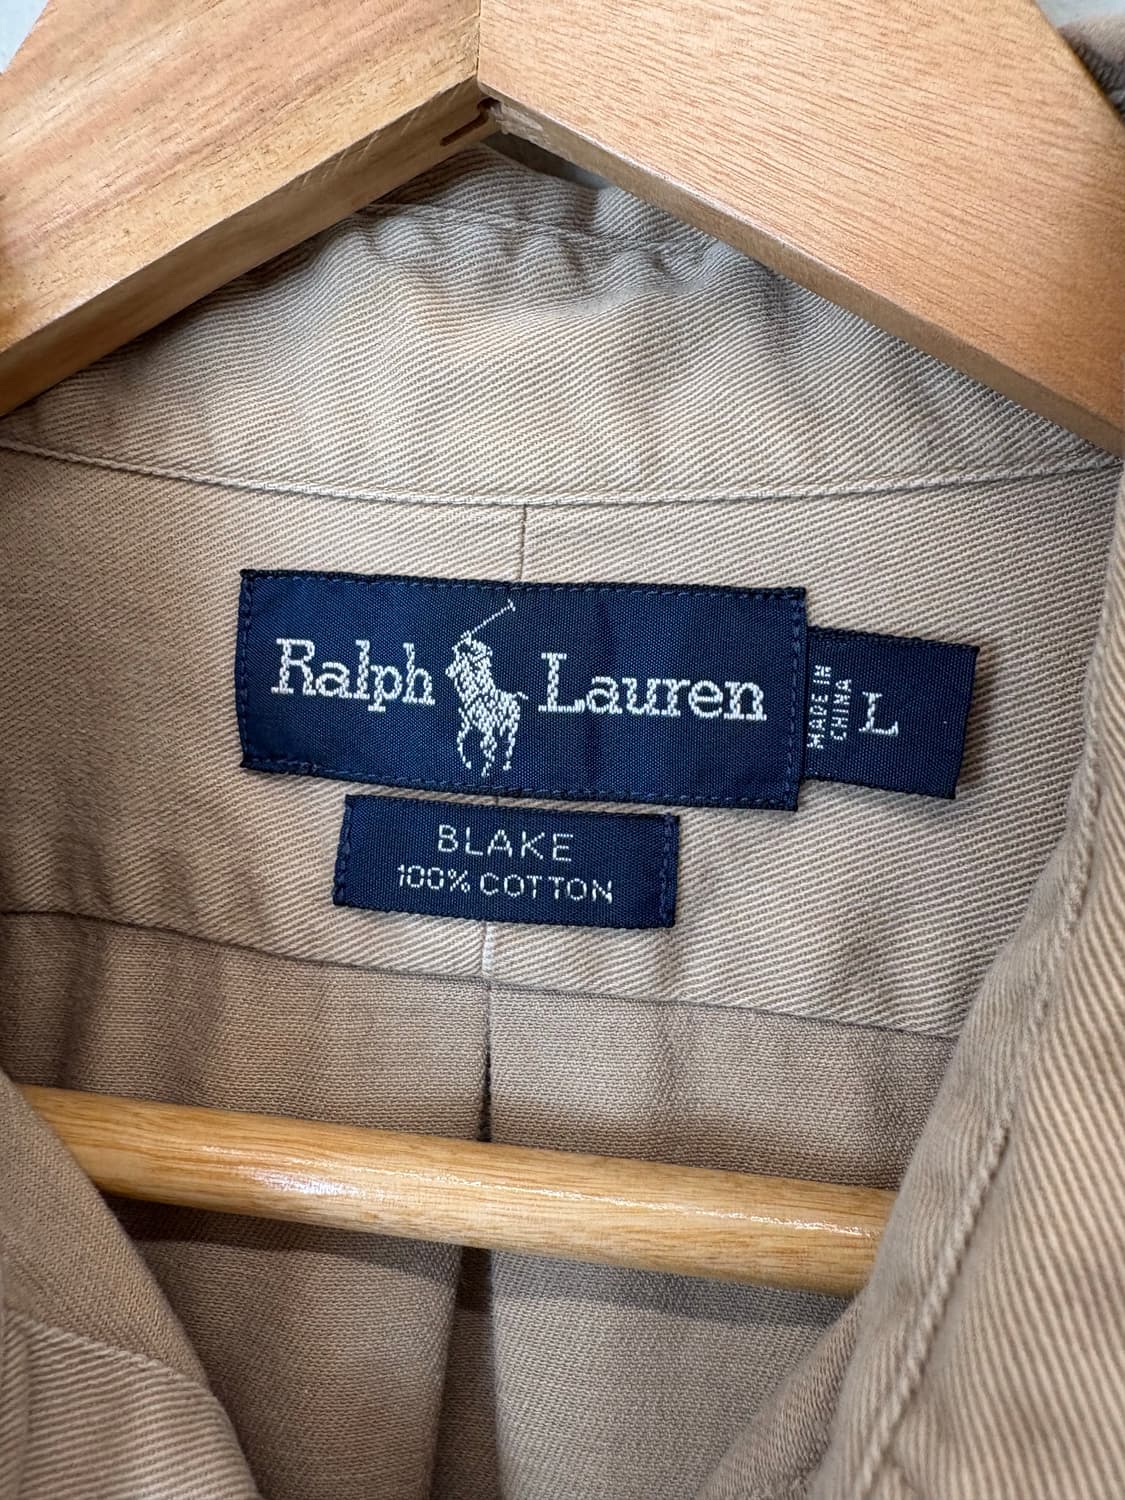 Ralph Lauren
MADE IN
CHINA
L
BLAKE
100% COTTON